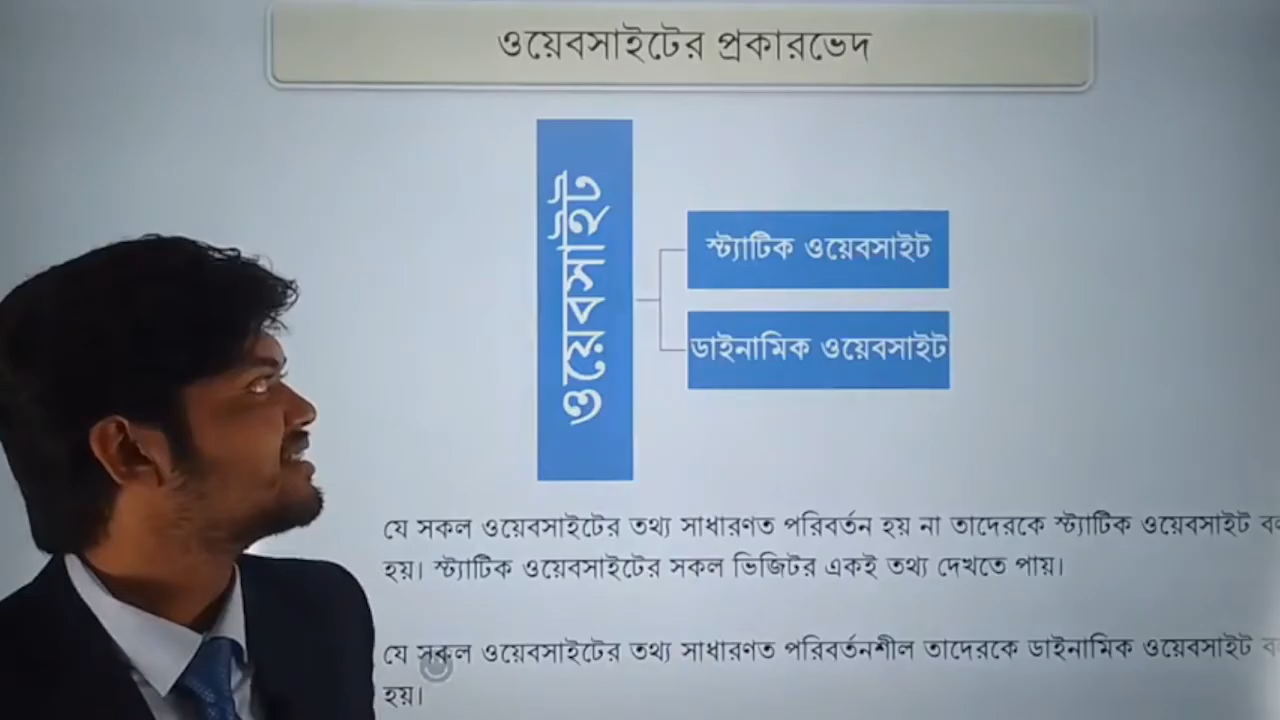 ওয়েবসাইটের প্রকারভেদ
ওয়েবসাইট
স্ট্যাটিক ওয়েবসাইট
ডাইনামিক ওয়েবসাইট
যে সকল ওয়েবসাইটের তথ্য সাধারণত পরিবর্তন হয় না তাদেরকে স্ট্যাটিক ওয়েবসাইট
হয়। স্ট্যাটিক ওয়েবসাইটের সকল ভিজিটর একই তথ্য দেখতে পায়।
যে সকল ওয়েবসাইটের তথ্য সাধারণত পরিবর্তনশীল তাদেরকে ডাইনামিক ওয়েবসাইট
হয়।